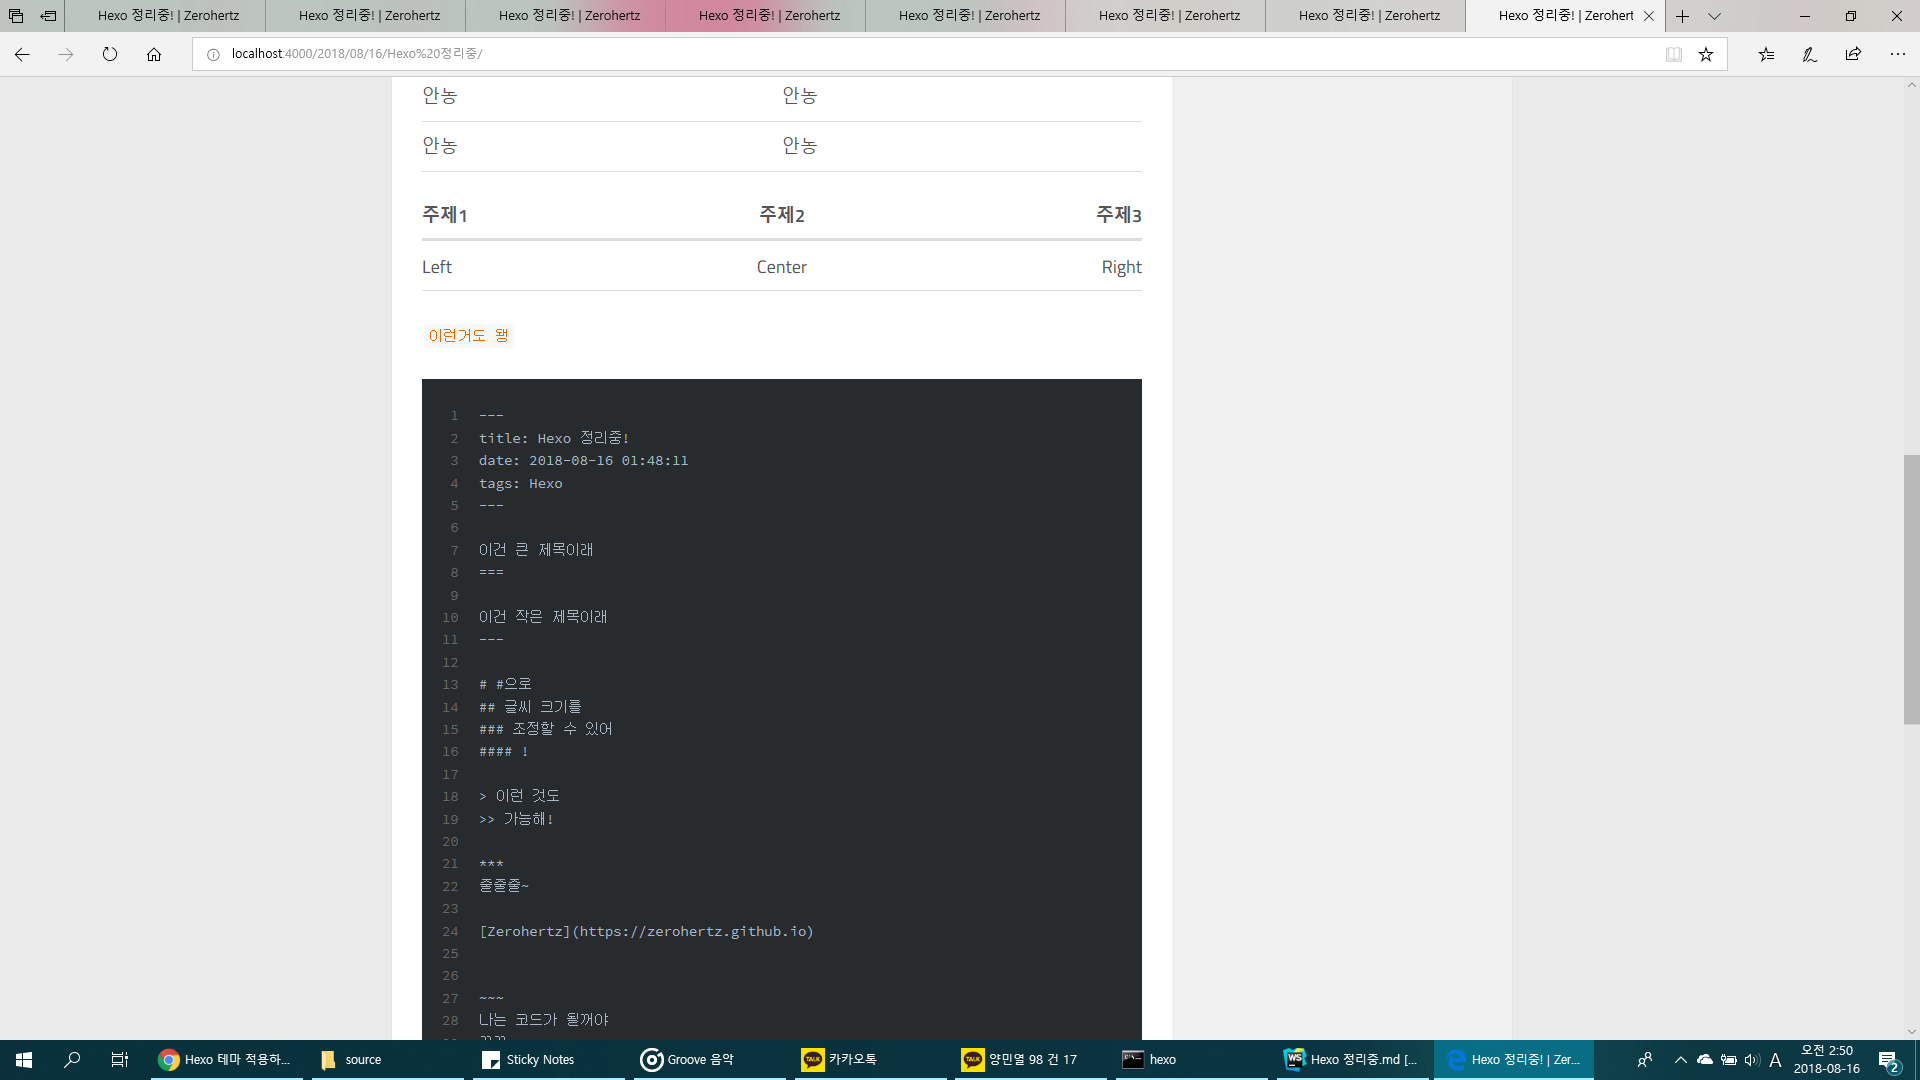 Hexo 정리중! | Zerohertz
Hexo 정리중! | Zerohertz
Hexo 정리중! | Zerohertz
Hexo 정리중! | Zerohertz
Hexo 정리중! | Zerohertz
Hexo 정리중! | Zerohertz
Hexo 정리중! | Zerohertz
Hexo 정리중! | Zerohert
localhost:4000/2018/08/16/Hexo%20정리중/
안농 안농
안농 안농
주제1 주제2 주제3
Left Center Right
이런거도 됑
1 ---
2 title: Hexo 정리중!
3 date: 2018-08-16 01:48:11
4 tags: Hexo
5 ---
6
7 이건 큰 제목이래
8 ===
9
10 이건 작은 제목이래
11 ---
12
13 # #으로
14 ## 글씨 크기를
15 ### 조정할 수 있어
16 #### !
17
18 > 이런 것도
19 >> 가능해!
20
21 ***
22 줄줄줄~
23
24 [Zerohertz](https://zerohertz.github.io)
25
26
27 ~~~
28 나는 코드가 될꺼야
Hexo 테마 적용하...
source
Sticky Notes
Groove 음악
카카오톡
양민열 98 건 17
hexo
Hexo 정리중.md [...
Hexo 정리중! | Zer...
A
오전 2:50
2018-08-16
2